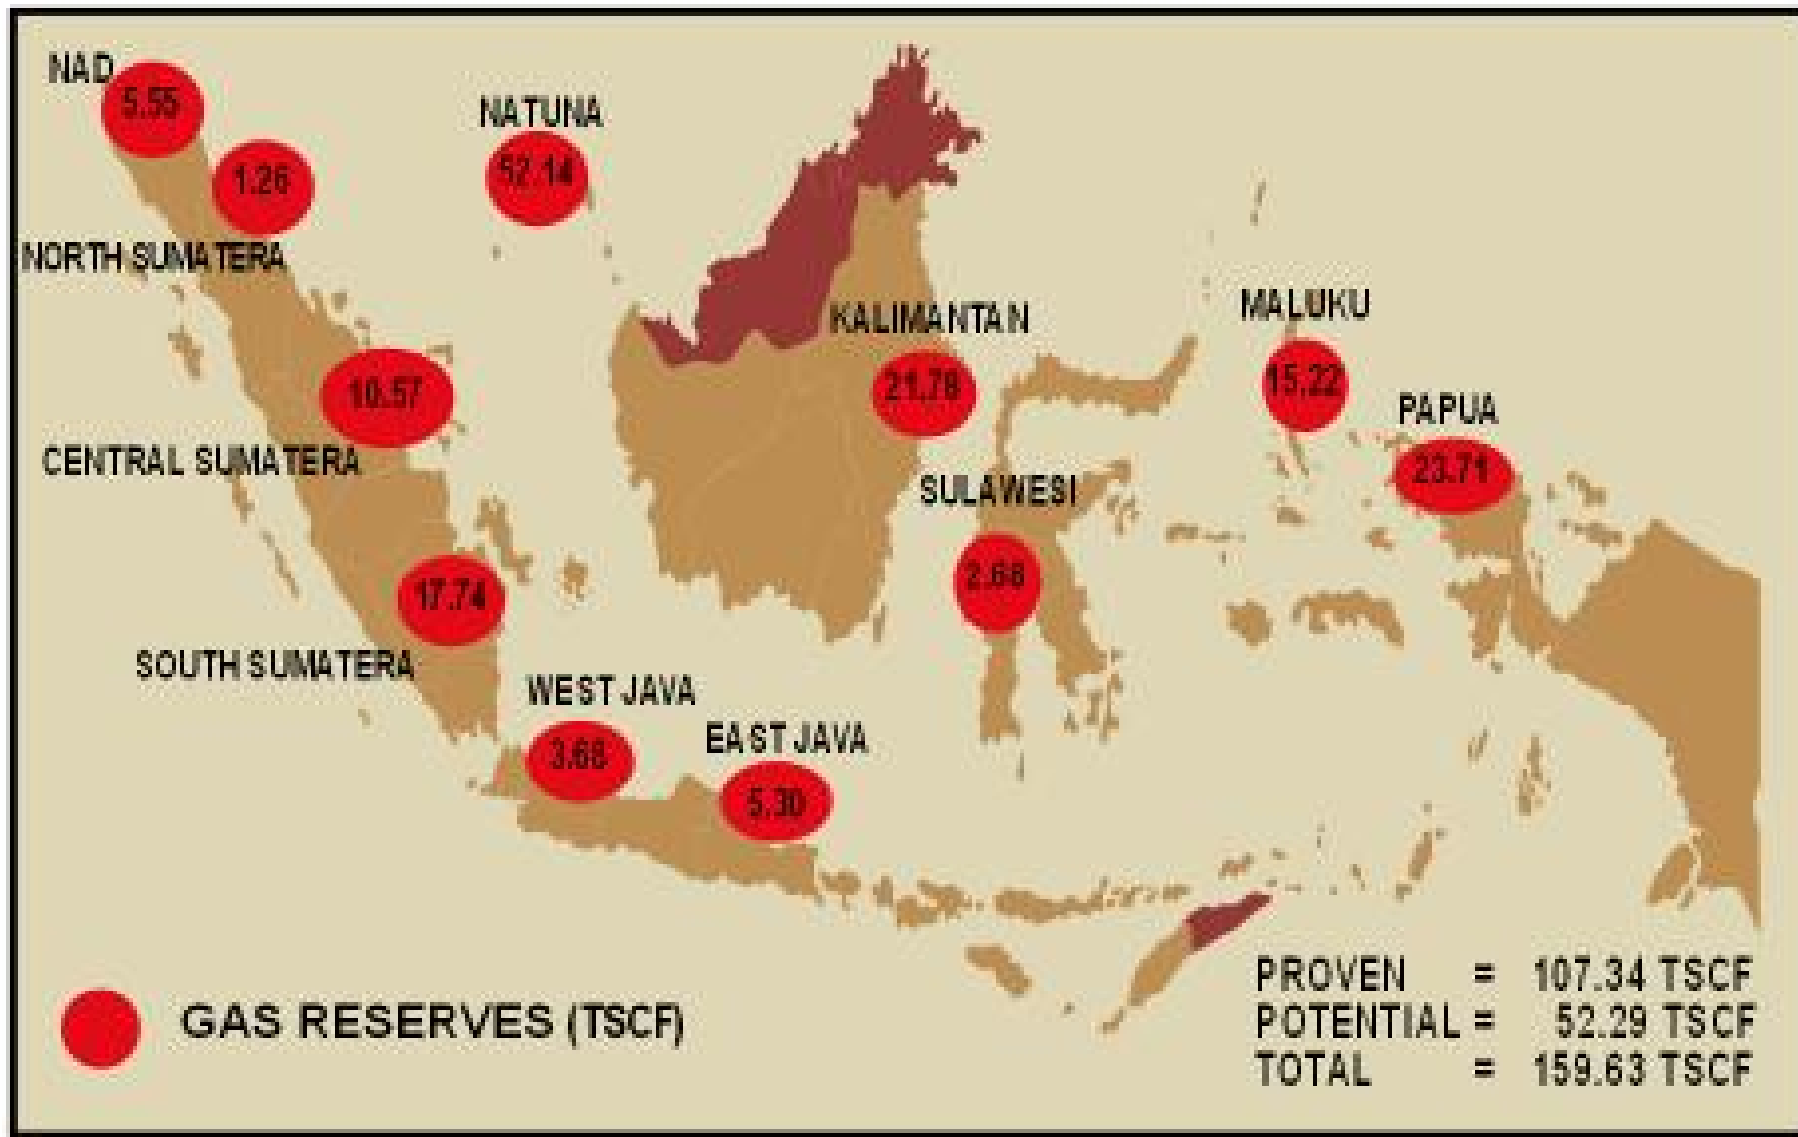 NAD
5.55
NATUNA
52.14
1.26
NORTH SUMATERA
KALIMANTAN
21.78
MALUKU
15.22
10.57
CENTRAL SUMATERA
PAPUA
23.71
SULAWESI
2.68
17.74
SOUTH SUMATERA
WEST JAVA
3.68
EAST JAVA
5.30
GAS RESERVES (TSCF)
PROVEN = 107.34 TSCF
POTENTIAL = 52.29 TSCF
TOTAL = 159.63 TSCF